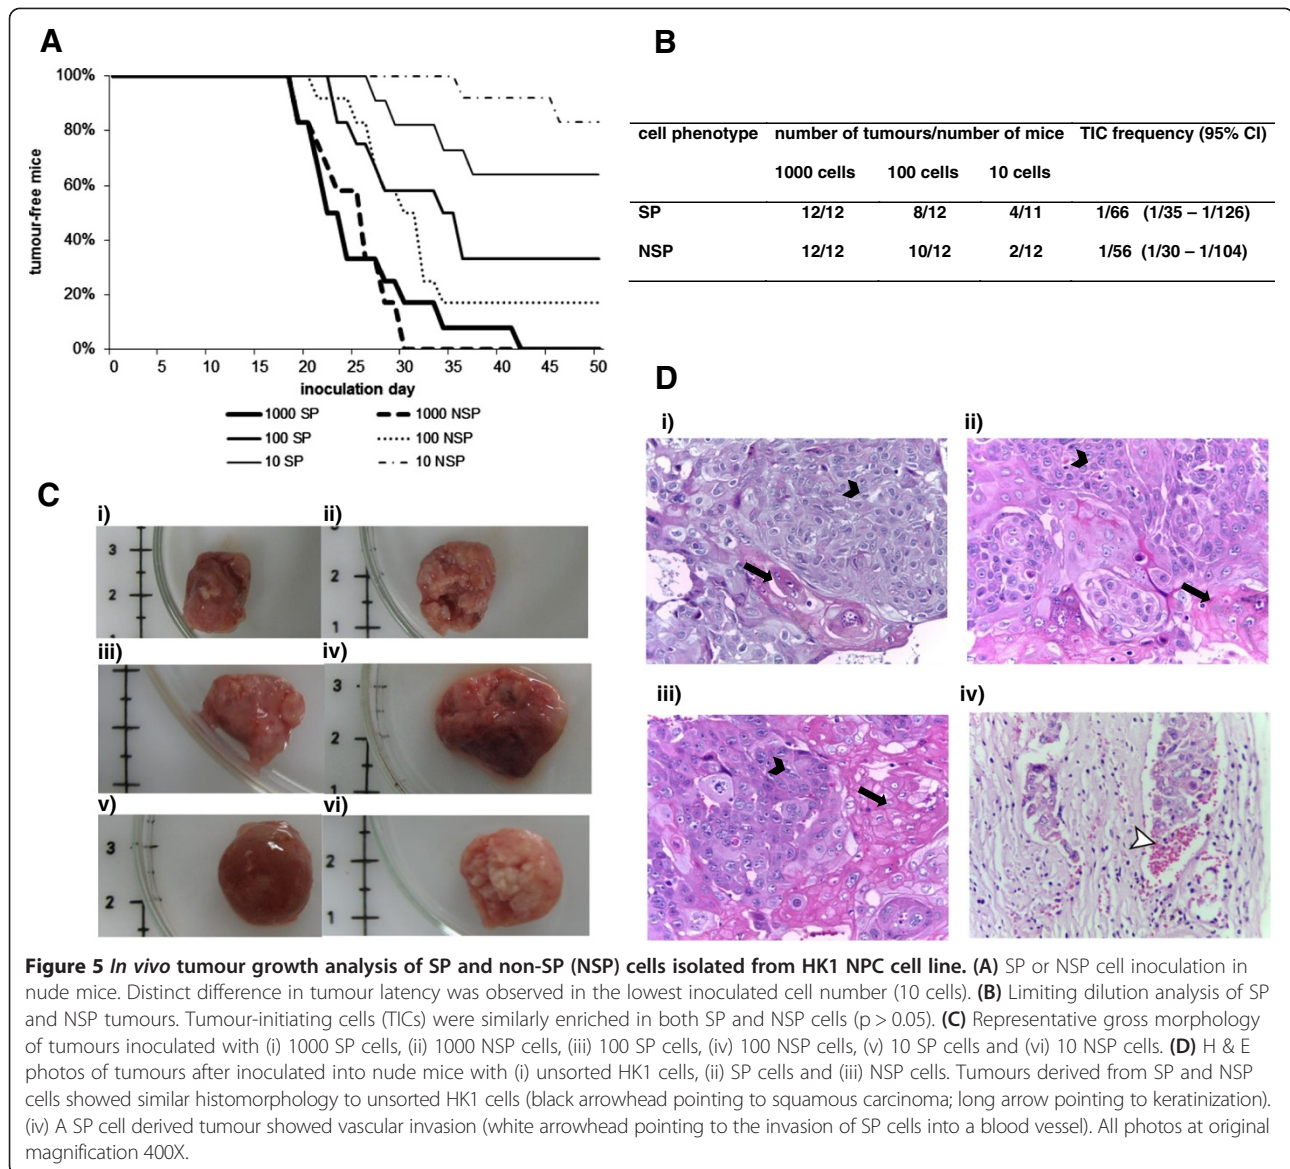 A
100%
80%
60%
40%
20%
0%
tumour-free mice
0 5 10 15 20 25 30 35 40 45 50
inoculation day
1000 SP 1000 NSP
100 SP 100 NSP
10 SP 10 NSP
B
cell phenotype number of tumours/number of mice TIC frequency (95% CI)
1000 cells 100 cells 10 cells
SP 12/12 8/12 4/11 1/66 (1/35 – 1/126)
NSP 12/12 10/12 2/12 1/56 (1/30 – 1/104)
C
i) ii)
3
2
1
2
1
iii) iv)
3
2
1
v) vi)
3
2
2
1
D
i) ii)
iii) iv)
Figure 5 In vivo tumour growth analysis of SP and non-SP (NSP) cells isolated from HK1 NPC cell line. (A) SP or NSP cell inoculation in
nude mice. Distinct difference in tumour latency was observed in the lowest inoculated cell number (10 cells). (B) Limiting dilution analysis of SP
and NSP tumours. Tumour-initiating cells (TICs) were similarly enriched in both SP and NSP cells (p > 0.05). (C) Representative gross morphology
of tumours inoculated with (i) 1000 SP cells, (ii) 1000 NSP cells, (iii) 100 SP cells, (iv) 100 NSP cells, (v) 10 SP cells and (vi) 10 NSP cells. (D) H & E
photos of tumours after inoculated into nude mice with (i) unsorted HK1 cells, (ii) SP cells and (iii) NSP cells. Tumours derived from SP and NSP
cells showed similar histomorphology to unsorted HK1 cells (black arrowhead pointing to squamous carcinoma; long arrow pointing to keratinization).
(iv) A SP cell derived tumour showed vascular invasion (white arrowhead pointing to the invasion of SP cells into a blood vessel). All photos at original
magnification 400X.